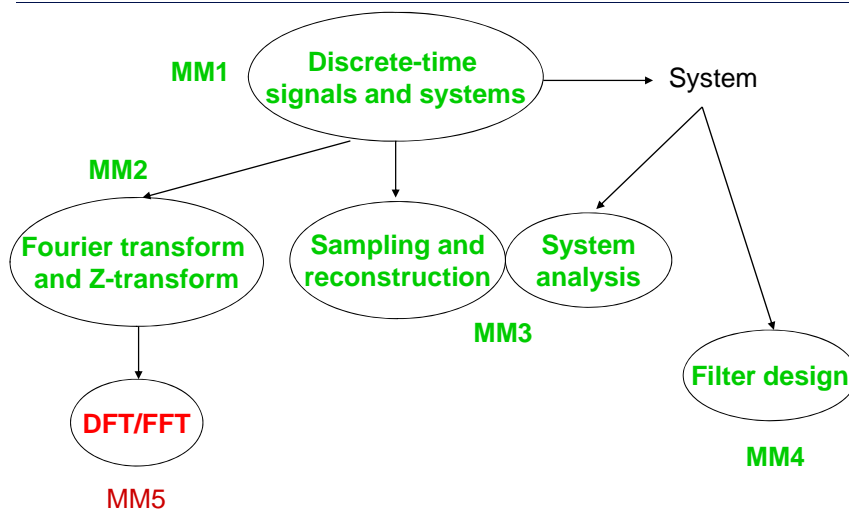 MM1
Discrete-time
signals and systems
System
MM2
Fourier transform
and Z-transform
Sampling and
reconstruction
System
analysis
MM3
Filter design
DFT/FFT
MM4
MM5